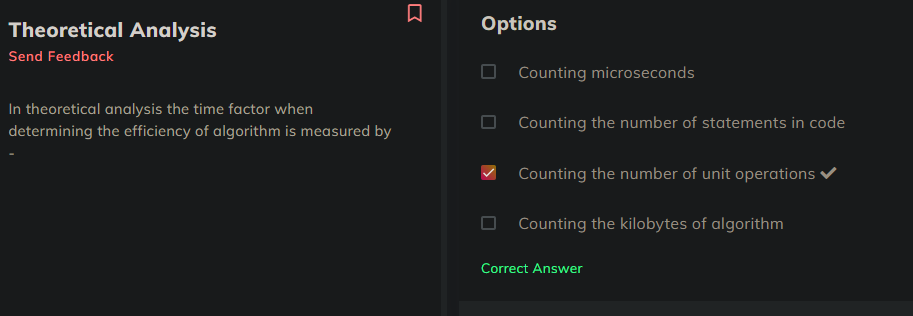 Theoretical Analysis
Send Feedback
In theoretical analysis the time factor when
determining the efficiency of algorithm is measured by
-
Options
Counting microseconds
Counting the number of statements in code
Counting the number of unit operations
Counting the kilobytes of algorithm
Correct Answer